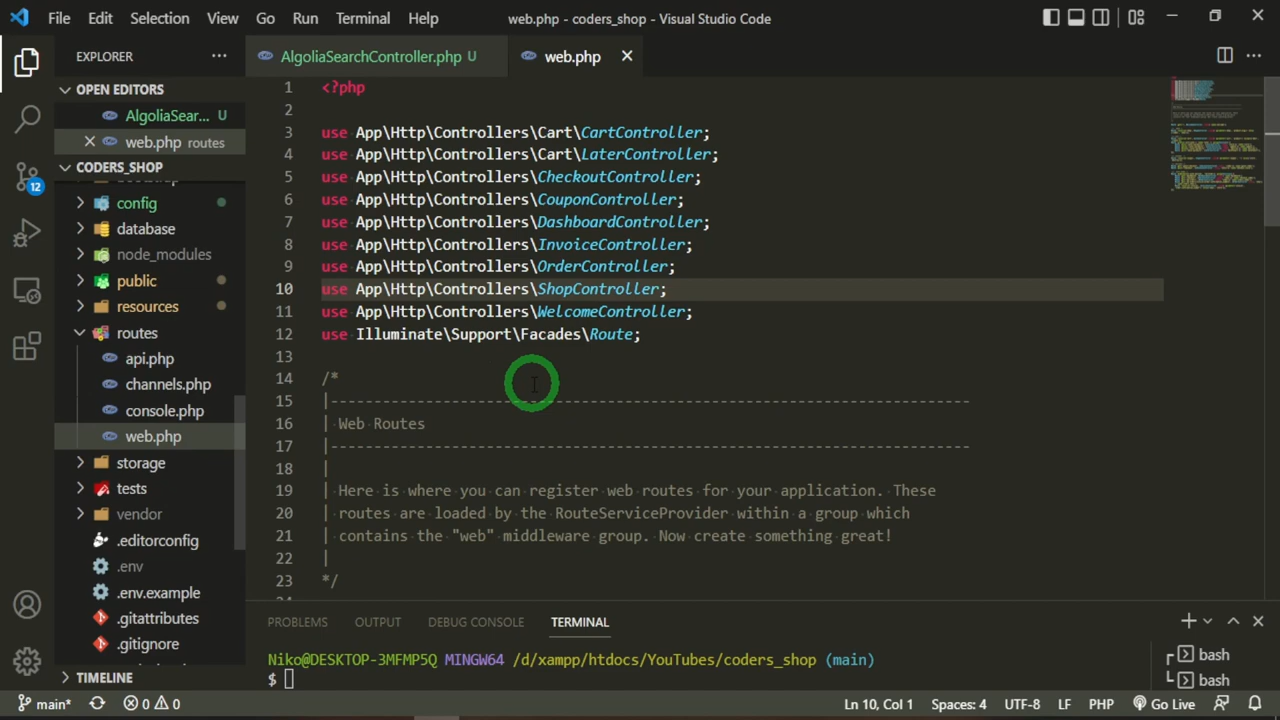 File Edit Selection View Go Run Terminal Help web.php - coders_shop - Visual Studio Code
EXPLORER
OPEN EDITORS
AlgoliaSear... U
web.php routes
CODERS_SHOP
config
database
node_modules
public
resources
routes
api.php
channels.php
console.php
web.php
storage
tests
vendor
.editorconfig
.env
.env.example
.gitattributes
.gitignore
TIMELINE
12
AlgoliaSearchController.php U web.php
1 <?php
2
3 use App\Http\Controllers\Cart\CartController;
4 use App\Http\Controllers\Cart\LaterController;
5 use App\Http\Controllers\CheckoutController;
6 use App\Http\Controllers\CouponController;
7 use App\Http\Controllers\DashboardController;
8 use App\Http\Controllers\InvoiceController;
9 use App\Http\Controllers\OrderController;
10 use App\Http\Controllers\ShopController;
11 use App\Http\Controllers\WelcomeController;
12 use Illuminate\Support\Facades\Route;
13
14 /*
15 |--------------------------------------------------------------------------
16 | Web Routes
17 |--------------------------------------------------------------------------
18 |
19 | Here is where you can register web routes for your application. These
20 | routes are loaded by the RouteServiceProvider within a group which
21 | contains the "web" middleware group. Now create something great!
22 |
23 */
PROBLEMS OUTPUT DEBUG CONSOLE TERMINAL
Niko@DESKTOP-3MFMP5Q MINGW64 /d/xampp/htdocs/YouTubes/coders_shop (main)
$
bash
bash
main* 0 0 Ln 10, Col 1 Spaces: 4 UTF-8 LF PHP Go Live